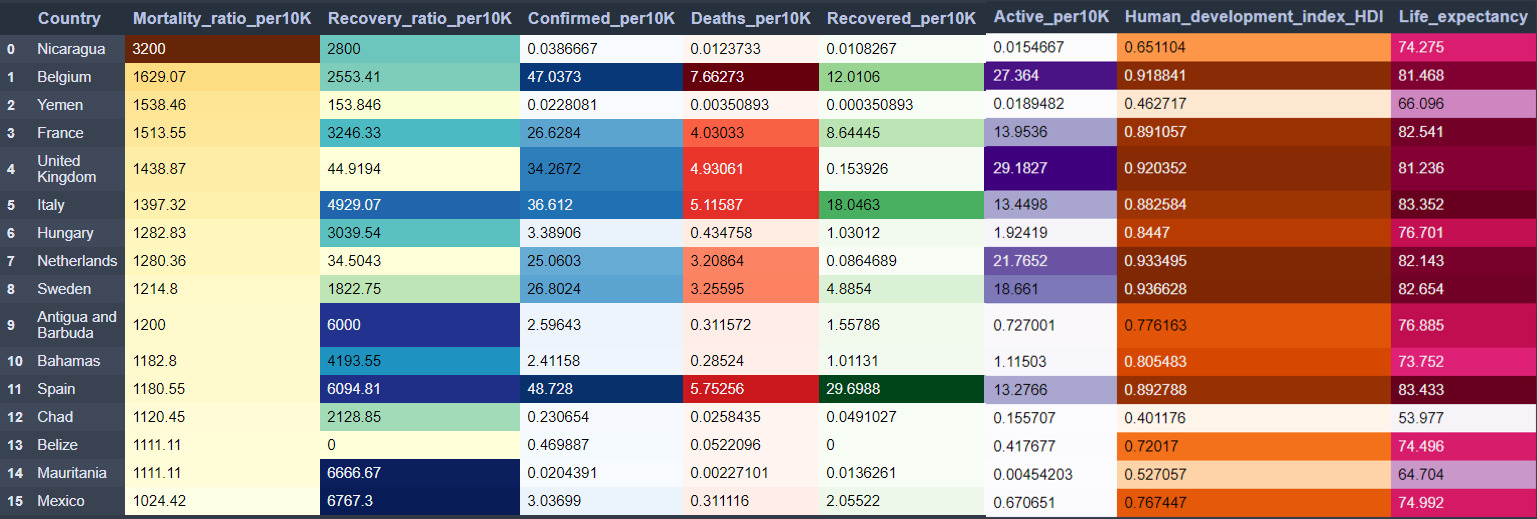 Country Mortality_ratio_per10K Recovery_ratio_per10K Confirmed_per10K Deaths_per10K Recovered_per10K Active_per10K Human_development_index_HDI Life_expectancy
0 Nicaragua 3200 2800 0.0386667 0.0123733 0.0108267 0.0154667 0.651104 74.275
1 Belgium 1629.07 2553.41 47.0373 7.66273 12.0106 27.364 0.918841 81.468
2 Yemen 1538.46 153.846 0.0228081 0.00350893 0.000350893 0.0189482 0.462717 66.096
3 France 1513.55 3246.33 26.6284 4.03033 8.64445 13.9536 0.891057 82.541
4 United Kingdom 1438.87 44.9194 34.2672 4.93061 0.153926 29.1827 0.920352 81.236
5 Italy 1397.32 4929.07 36.612 5.11587 18.0463 13.4498 0.882584 83.352
6 Hungary 1282.83 3039.54 3.38906 0.434758 1.03012 1.92419 0.8447 76.701
7 Netherlands 1280.36 34.5043 25.0603 3.20864 0.0864689 21.7652 0.933495 82.143
8 Sweden 1214.8 1822.75 26.8024 3.25595 4.8854 18.661 0.936628 82.654
9 Antigua and Barbuda 1200 6000 2.59643 0.311572 1.55786 0.727001 0.776163 76.885
10 Bahamas 1182.8 4193.55 2.41158 0.28524 1.01131 1.11503 0.805483 73.752
11 Spain 1180.55 6094.81 48.728 5.75256 29.6988 13.2766 0.892788 83.433
12 Chad 1120.45 2128.85 0.230654 0.0258435 0.0491027 0.155707 0.401176 53.977
13 Belize 1111.11 0 0.469887 0.0522096 0 0.417677 0.72017 74.496
14 Mauritania 1111.11 6666.67 0.0204391 0.00227101 0.0136261 0.00454203 0.527057 64.704
15 Mexico 1024.42 6767.3 3.03699 0.311116 2.05522 0.670651 0.767447 74.992